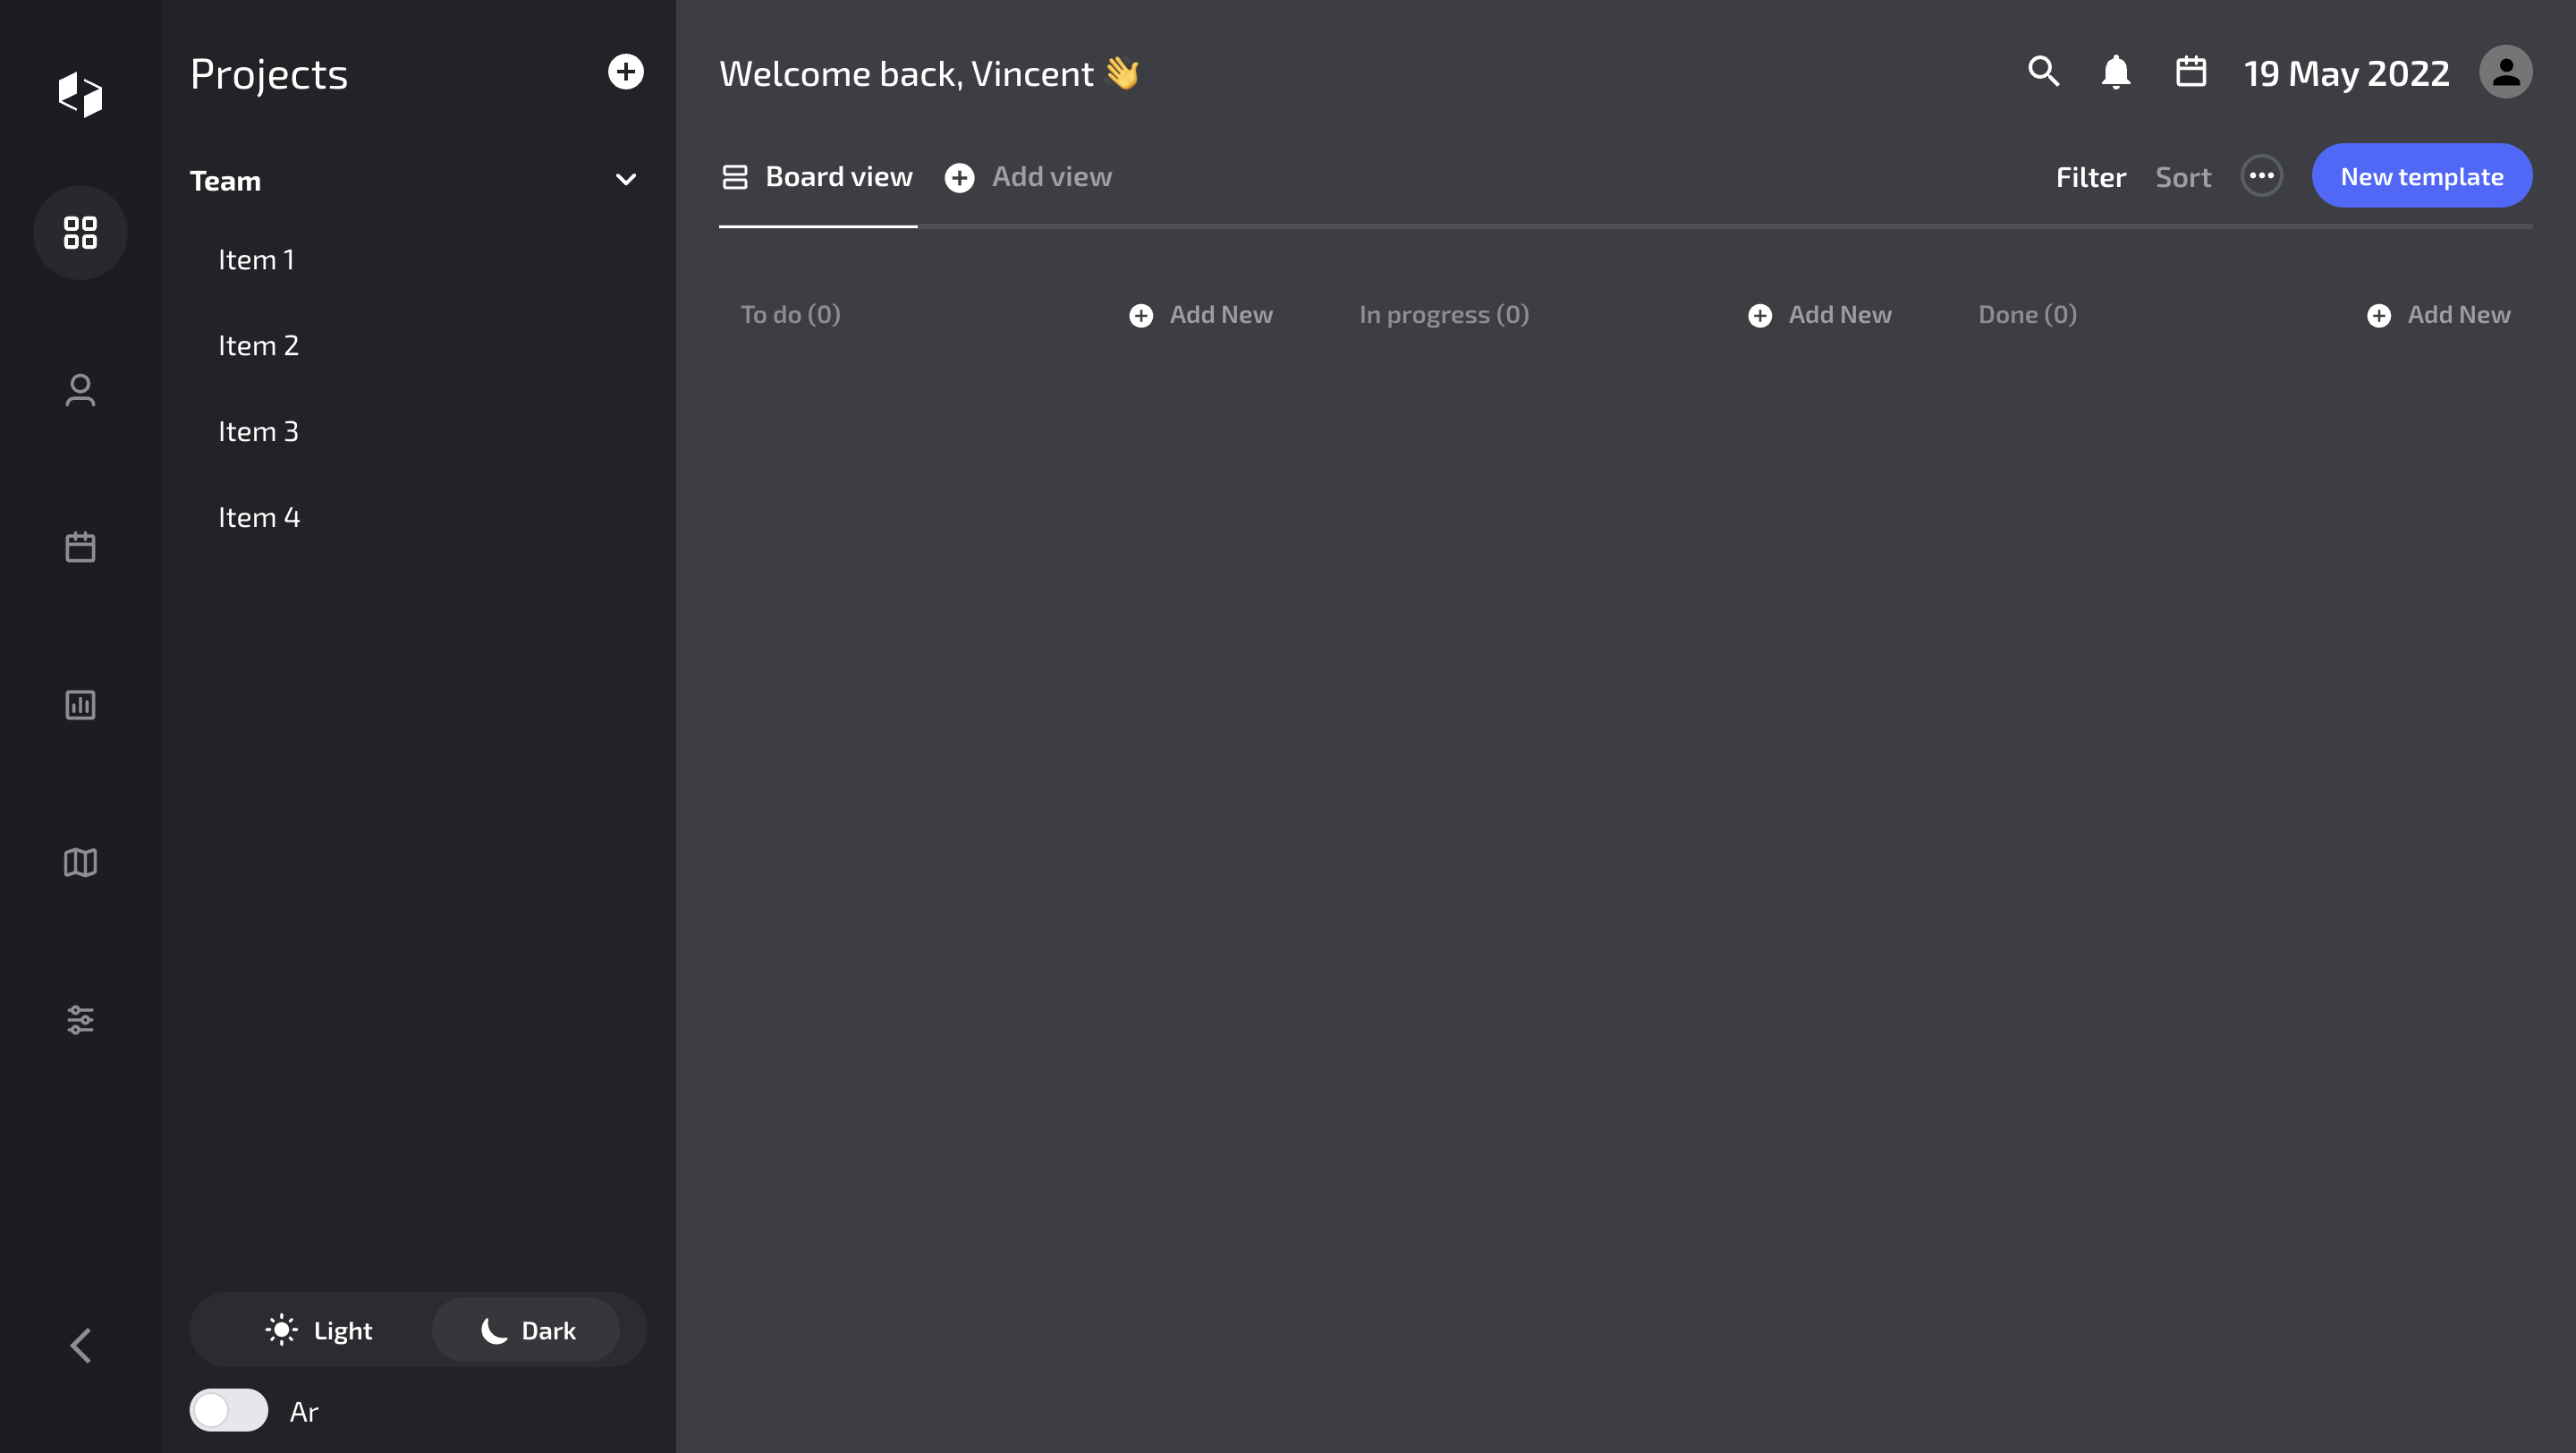 Projects
Team
Item 1
Item 2
Item 3
Item 4
Light
Dark
Ar
Welcome back, Vincent 👋
19 May 2022
Board view
Add view
Filter
Sort
New template
To do (0)
Add New
In progress (0)
Add New
Done (0)
Add New